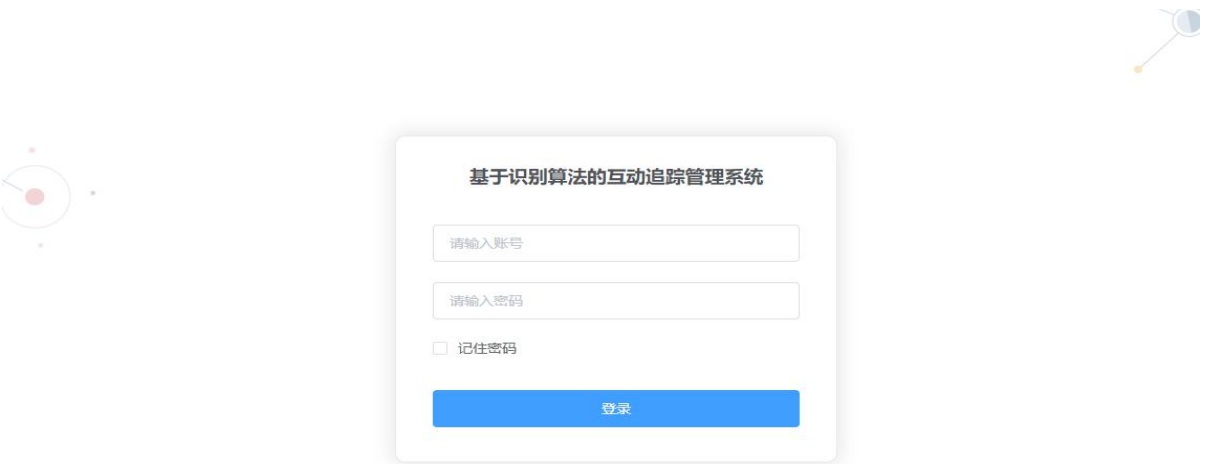 基于识别算法的互动追踪管理系统
请输入账号
请输入密码
记住密码
登录